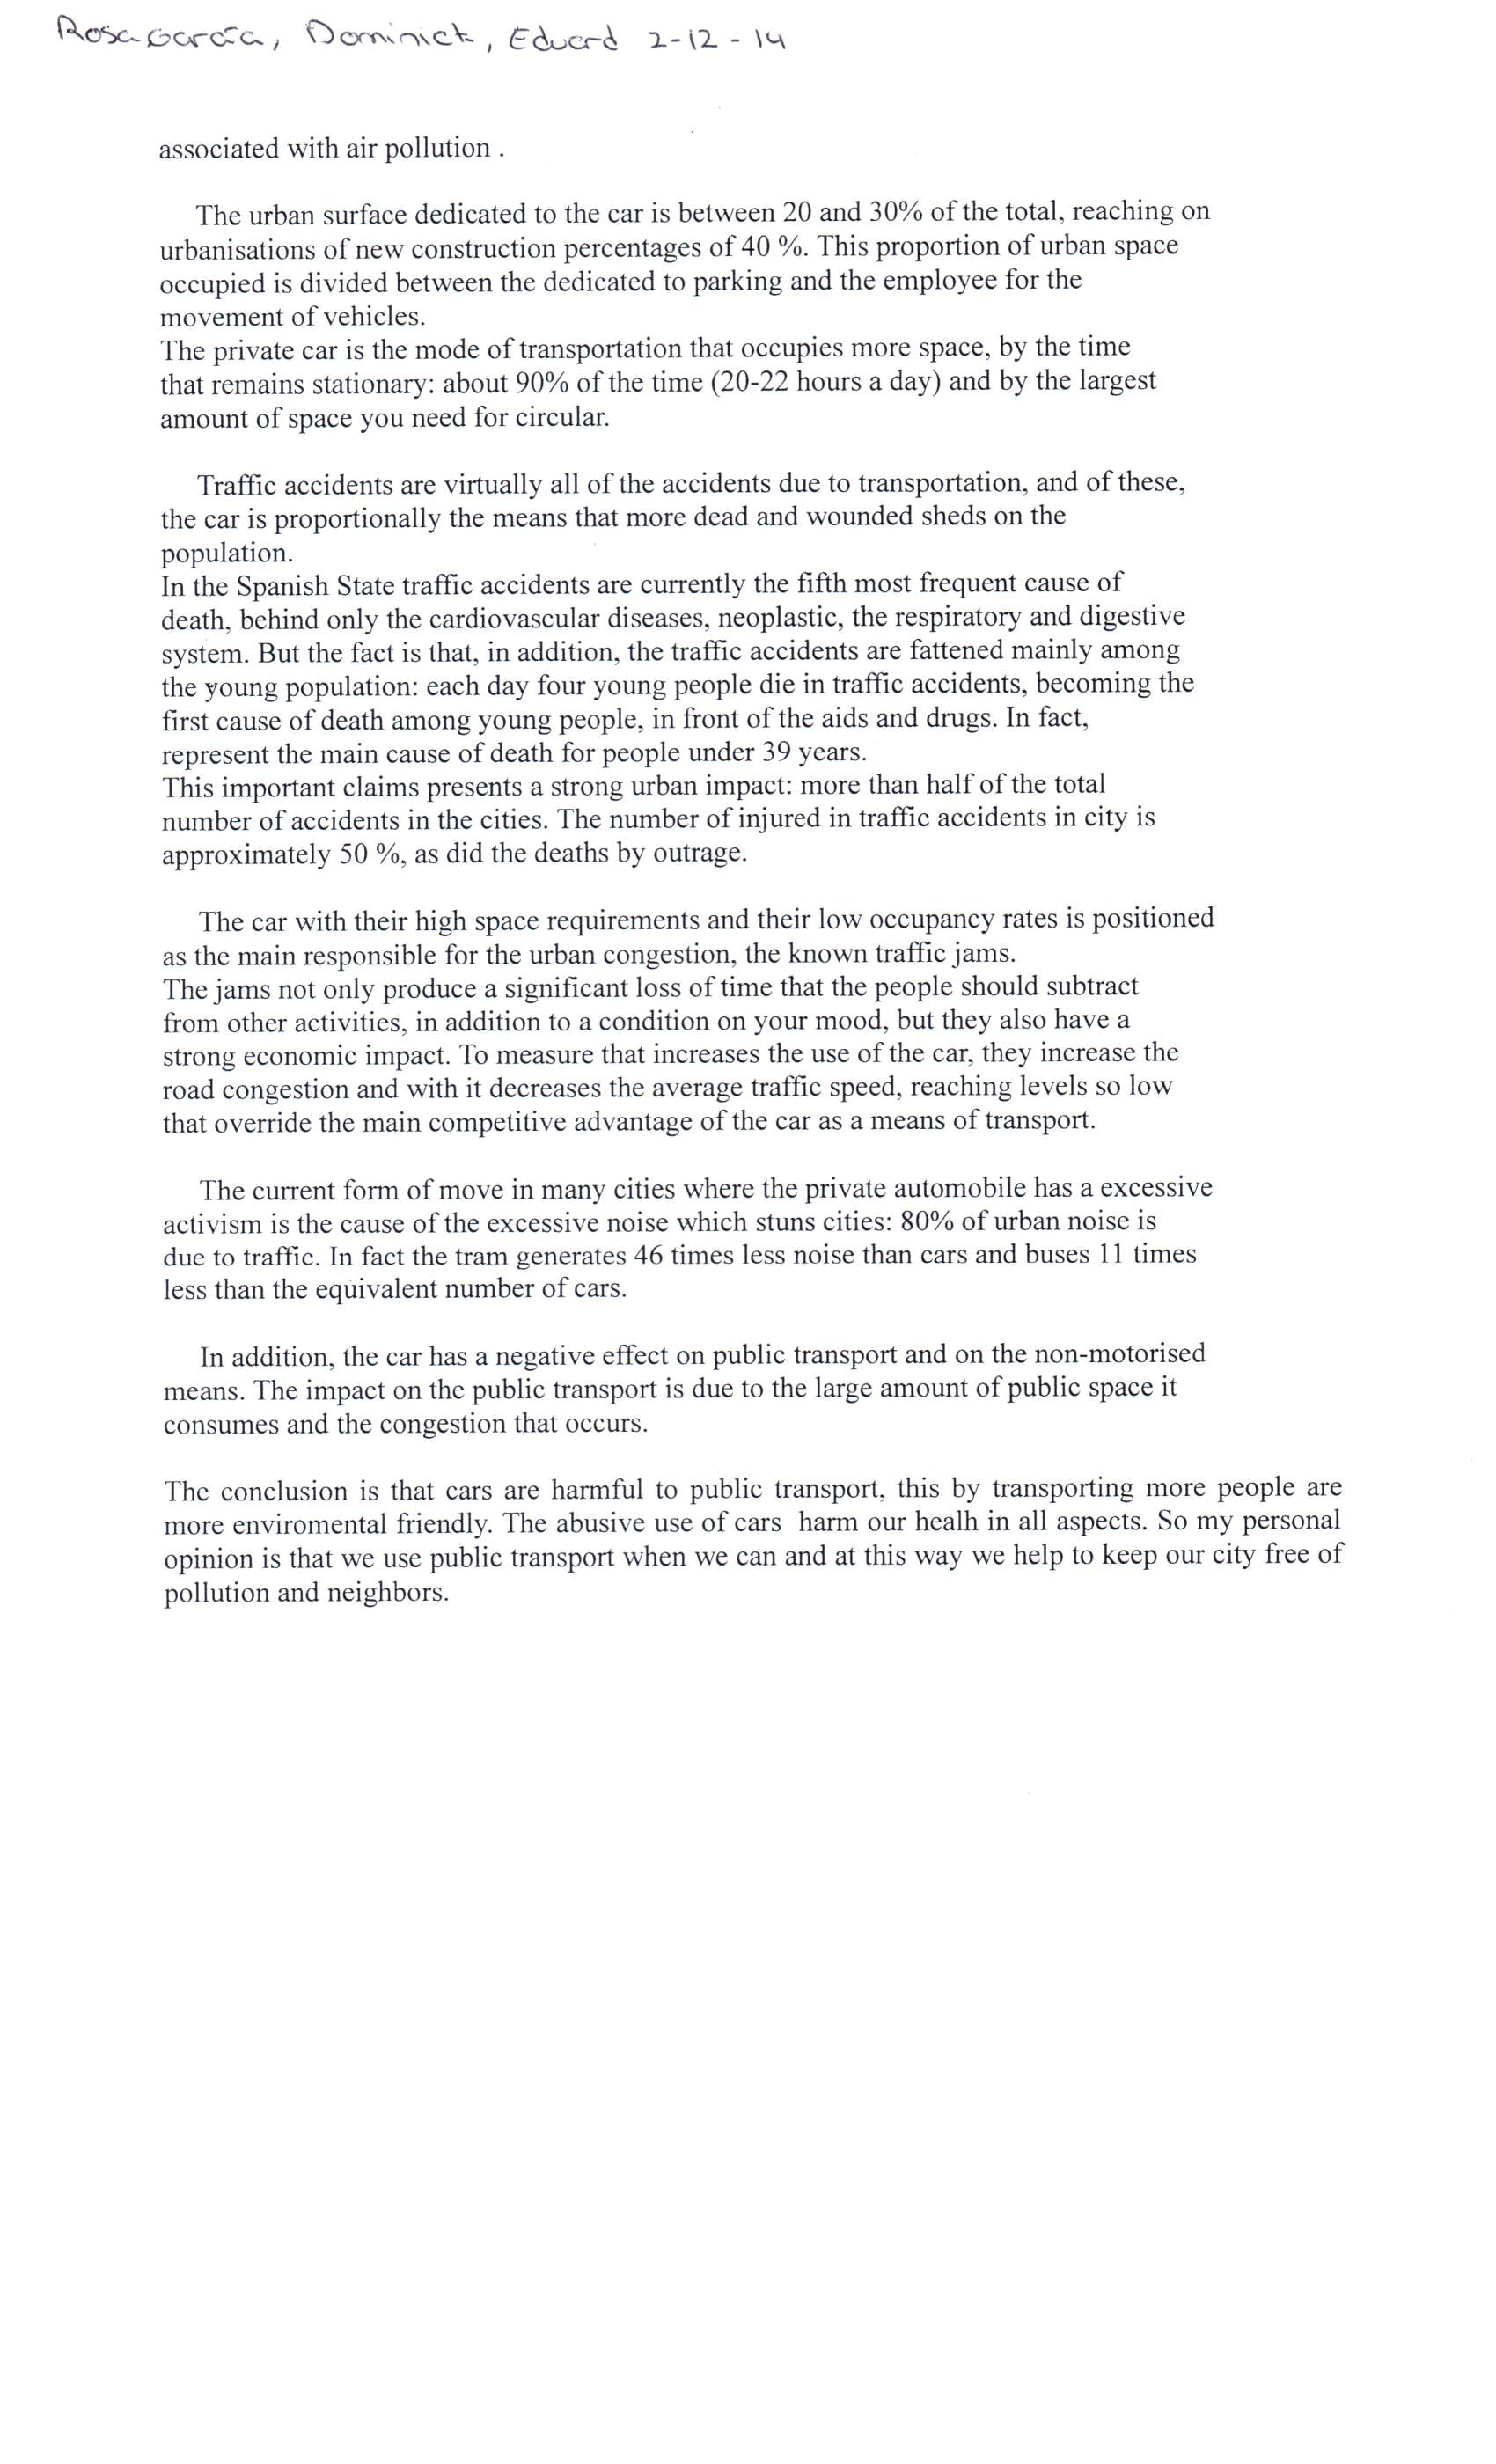 Rosa García, Dominick, Eduard 2-12-14
associated with air pollution .
The urban surface dedicated to the car is between 20 and 30% of the total, reaching on
urbanisations of new construction percentages of 40 %. This proportion of urban space
occupied is divided between the dedicated to parking and the employee for the
movement of vehicles.
The private car is the mode of transportation that occupies more space, by the time
that remains stationary: about 90% of the time (20-22 hours a day) and by the largest
amount of space you need for circular.
Traffic accidents are virtually all of the accidents due to transportation, and of these,
the car is proportionally the means that more dead and wounded sheds on the
population.
In the Spanish State traffic accidents are currently the fifth most frequent cause of
death, behind only the cardiovascular diseases, neoplastic, the respiratory and digestive
system. But the fact is that, in addition, the traffic accidents are fattened mainly among
the young population: each day four young people die in traffic accidents, becoming the
first cause of death among young people, in front of the aids and drugs. In fact,
represent the main cause of death for people under 39 years.
This important claims presents a strong urban impact: more than half of the total
number of accidents in the cities. The number of injured in traffic accidents in city is
approximately 50 %, as did the deaths by outrage.
The car with their high space requirements and their low occupancy rates is positioned
as the main responsible for the urban congestion, the known traffic jams.
The jams not only produce a significant loss of time that the people should subtract
from other activities, in addition to a condition on your mood, but they also have a
strong economic impact. To measure that increases the use of the car, they increase the
road congestion and with it decreases the average traffic speed, reaching levels so low
that override the main competitive advantage of the car as a means of transport.
The current form of move in many cities where the private automobile has a excessive
activism is the cause of the excessive noise which stuns cities: 80% of urban noise is
due to traffic. In fact the tram generates 46 times less noise than cars and buses 11 times
less than the equivalent number of cars.
In addition, the car has a negative effect on public transport and on the non-motorised
means. The impact on the public transport is due to the large amount of public space it
consumes and the congestion that occurs.
The conclusion is that cars are harmful to public transport, this by transporting more people are
more enviromental friendly. The abusive use of cars harm our healh in all aspects. So my personal
opinion is that we use public transport when we can and at this way we help to keep our city free of
pollution and neighbors.